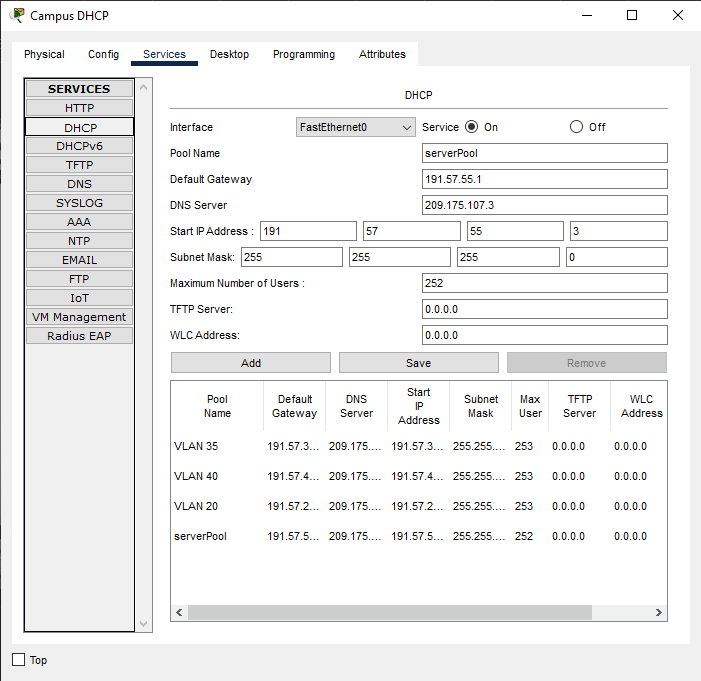 Campus DHCP
Physical Config Services Desktop Programming Attributes
SERVICES
HTTP
DHCP
DHCPv6
TFTP
DNS
SYSLOG
AAA
NTP
EMAIL
FTP
IoT
VM Management
Radius EAP
DHCP
Interface FastEthernet0 Service On Off
Pool Name serverPool
Default Gateway 191.57.55.1
DNS Server 209.175.107.3
Start IP Address : 191 57 55 3
Subnet Mask: 255 255 255 0
Maximum Number of Users : 252
TFTP Server: 0.0.0.0
WLC Address: 0.0.0.0
Add Save Remove
Pool Name Default Gateway DNS Server Start IP Address Subnet Mask Max User TFTP Server WLC Address
VLAN 35 191.57.3... 209.175.... 191.57.3... 255.255.... 253 0.0.0.0 0.0.0.0
VLAN 40 191.57.4... 209.175.... 191.57.4... 255.255.... 253 0.0.0.0 0.0.0.0
VLAN 20 191.57.2... 209.175.... 191.57.2... 255.255.... 253 0.0.0.0 0.0.0.0
serverPool 191.57.5... 209.175.... 191.57.5... 255.255.... 252 0.0.0.0 0.0.0.0
Top